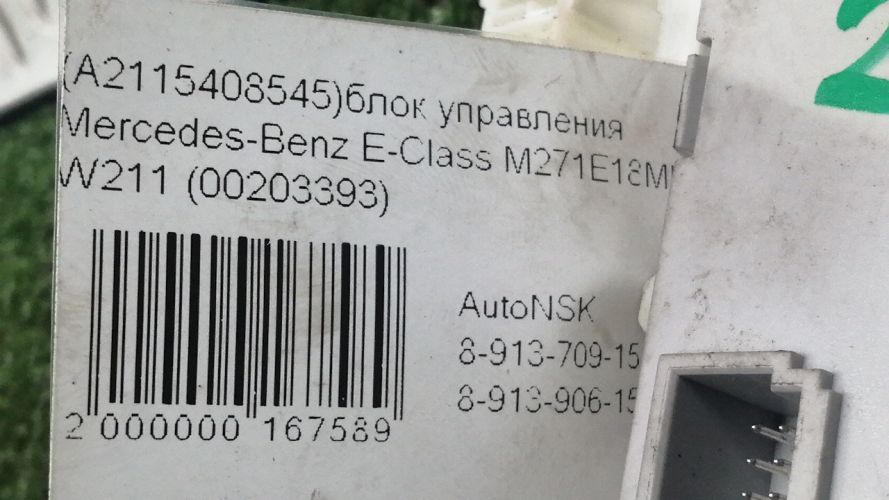 (A2115408545)блок управления
Mercedes-Benz E-Class M271E18M
W211 (00203393)
AutoNSK
8-913-709-15
8-913-906-15
2 000000 167589
2